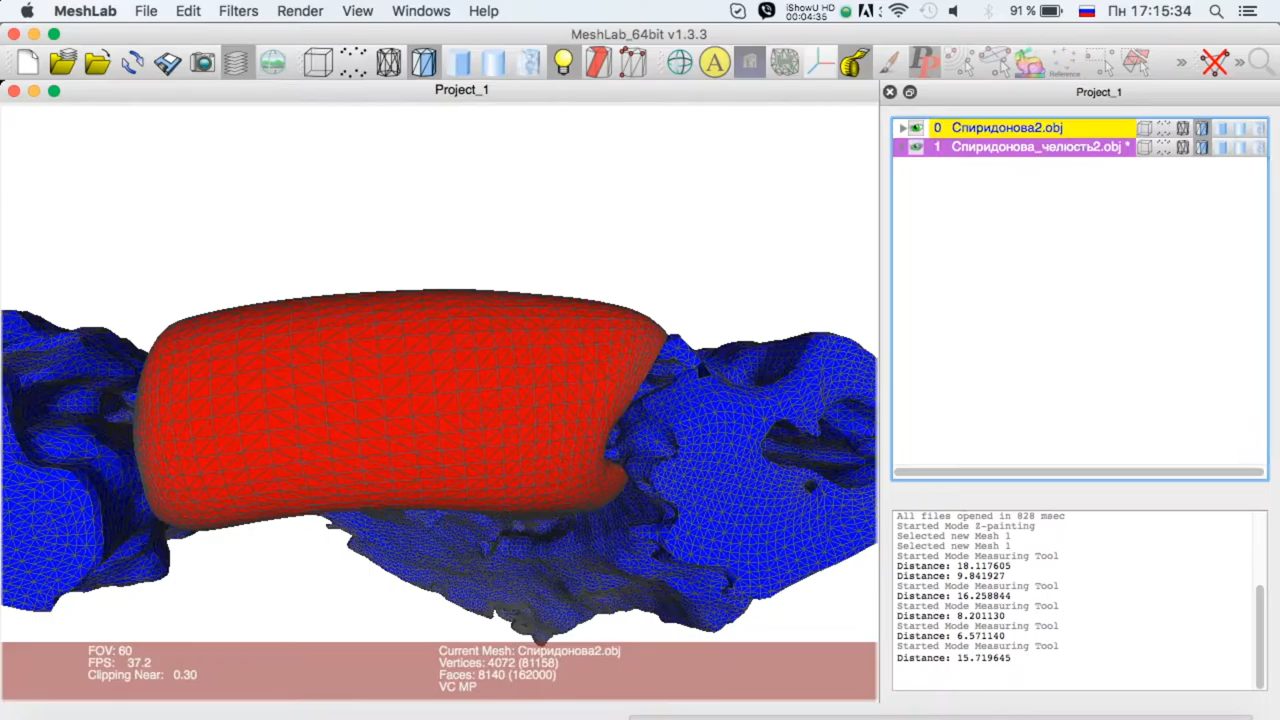 MeshLab File Edit Filters Render View Windows Help
iShowU HD
00:04:35
91 % Пн 17:15:34
MeshLab_64bit v1.3.3
A
Reference
»
»
Project_1
Project_1
0 Спиридонова2.obj
1 Спиридонова_челюсть2.obj *
All files opened in 828 msec
Started Mode Z-painting
Selected new Mesh 1
Selected new Mesh 1
Started Mode Measuring Tool
Distance: 18.117605
Distance: 9.841927
Started Mode Measuring Tool
Distance: 16.258844
Started Mode Measuring Tool
Distance: 8.201130
Started Mode Measuring Tool
Distance: 6.571140
Started Mode Measuring Tool
Distance: 15.719645
FOV: 60
FPS: 37.2
Clipping Near: 0.30
Current Mesh: Спиридонова2.obj
Vertices: 4072 (81158)
Faces: 8140 (162000)
VC MP